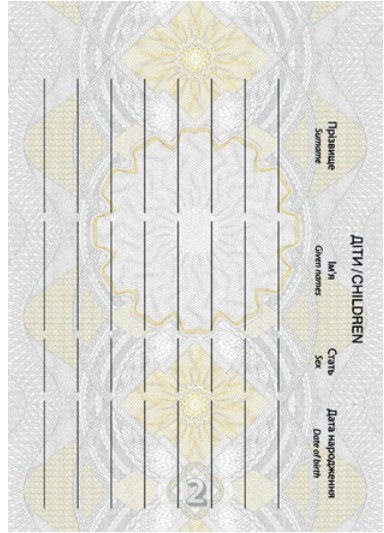 ДІТИ / CHILDREN
Прізвище
Surname
Ім'я
Given names
Стать
Sex
Дата народження
Date of birth
2